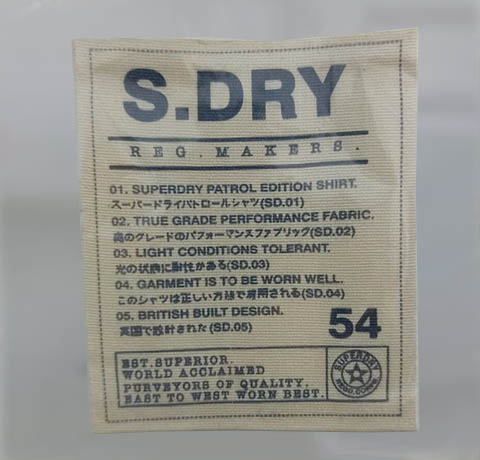 S.DRY
REG. MAKERS.
01. SUPERDRY PATROL EDITION SHIRT.
スーパードライパトロールシャツ(SD.01)
02. TRUE GRADE PERFORMANCE FABRIC.
高のグレードのパフォーマンスファブリック(SD.02)
03. LIGHT CONDITIONS TOLERANT.
光の状態に耐性がある(SD.03)
04. GARMENT IS TO BE WORN WELL.
このシャツは正しい方法で着用される(SD.04)
05. BRITISH BUILT DESIGN.
英国で設計された(SD.05)
54
EST. SUPERIOR.
WORLD ACCLAIMED
PURVEYORS OF QUALITY.
EAST TO WEST WORN BEST.
SUPERDRY